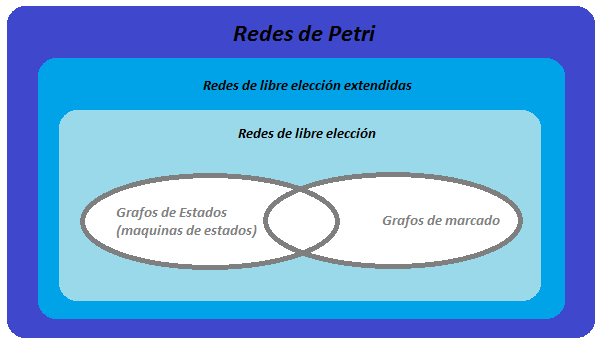 Redes de Petri
Redes de libre elección extendidas
Redes de libre elección
Grafos de Estados
(maquinas de estados)
Grafos de marcado